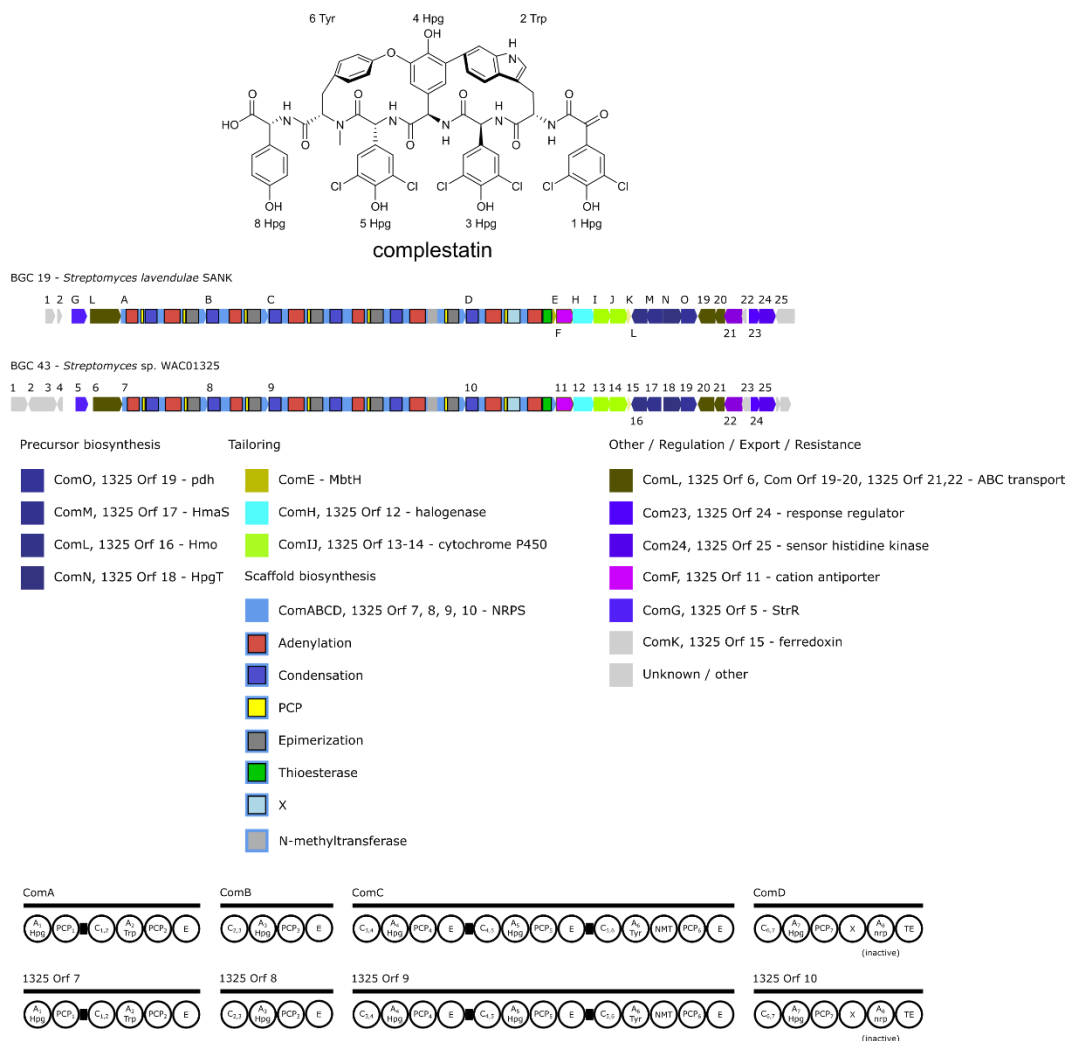 6 Tyr 4 Hpg 2 Trp
OH
H
N
O
O O O O O O O
H H H H H H
HO N N N N N N
O O O
Cl Cl Cl Cl Cl Cl
OH OH OH OH
8 Hpg 5 Hpg 3 Hpg 1 Hpg
complestatin
BGC 19 - Streptomyces lavendulae SANK
1 2 G L A B C D E H I J K M N O 19 20 22 24 25
F L 21 23
BGC 43 - Streptomyces sp. WAC01325
1 2 3 4 5 6 7 8 9 10 11 12 13 14 15 17 18 19 20 21 23 25
16 22 24
Precursor biosynthesis
ComO, 1325 Orf 19 - pdh
ComM, 1325 Orf 17 - HmaS
ComL, 1325 Orf 16 - Hmo
ComN, 1325 Orf 18 - HpgT
Tailoring
ComE - MbtH
ComH, 1325 Orf 12 - halogenase
ComIJ, 1325 Orf 13-14 - cytochrome P450
Scaffold biosynthesis
ComABCD, 1325 Orf 7, 8, 9, 10 - NRPS
Adenylation
Condensation
PCP
Epimerization
Thioesterase
X
N-methyltransferase
Other / Regulation / Export / Resistance
ComL, 1325 Orf 6, Com Orf 19-20, 1325 Orf 21,22 - ABC transport
Com23, 1325 Orf 24 - response regulator
Com24, 1325 Orf 25 - sensor histidine kinase
ComF, 1325 Orf 11 - cation antiporter
ComG, 1325 Orf 5 - StrR
ComK, 1325 Orf 15 - ferredoxin
Unknown / other
ComA ComB ComC ComD
A1 Hpg PCP1 C1,2 A2 Trp PCP2 E C2,3 A3 Hpg PCP3 E C3,4 A4 Hpg PCP4 E C4,5 A5 Hpg PCP5 E C5,6 A6 Tyr NMT PCP6 E C6,7 A7 Hpg PCP7 X A8 nrp TE
(inactive)
1325 Orf 7 1325 Orf 8 1325 Orf 9 1325 Orf 10
A1 Hpg PCP1 C1,2 A2 Trp PCP2 E C2,3 A3 Hpg PCP3 E C3,4 A4 Hpg PCP4 E C4,5 A5 Hpg PCP5 E C5,6 A6 Tyr NMT PCP6 E C6,7 A7 Hpg PCP7 X A8 nrp TE
(inactive)